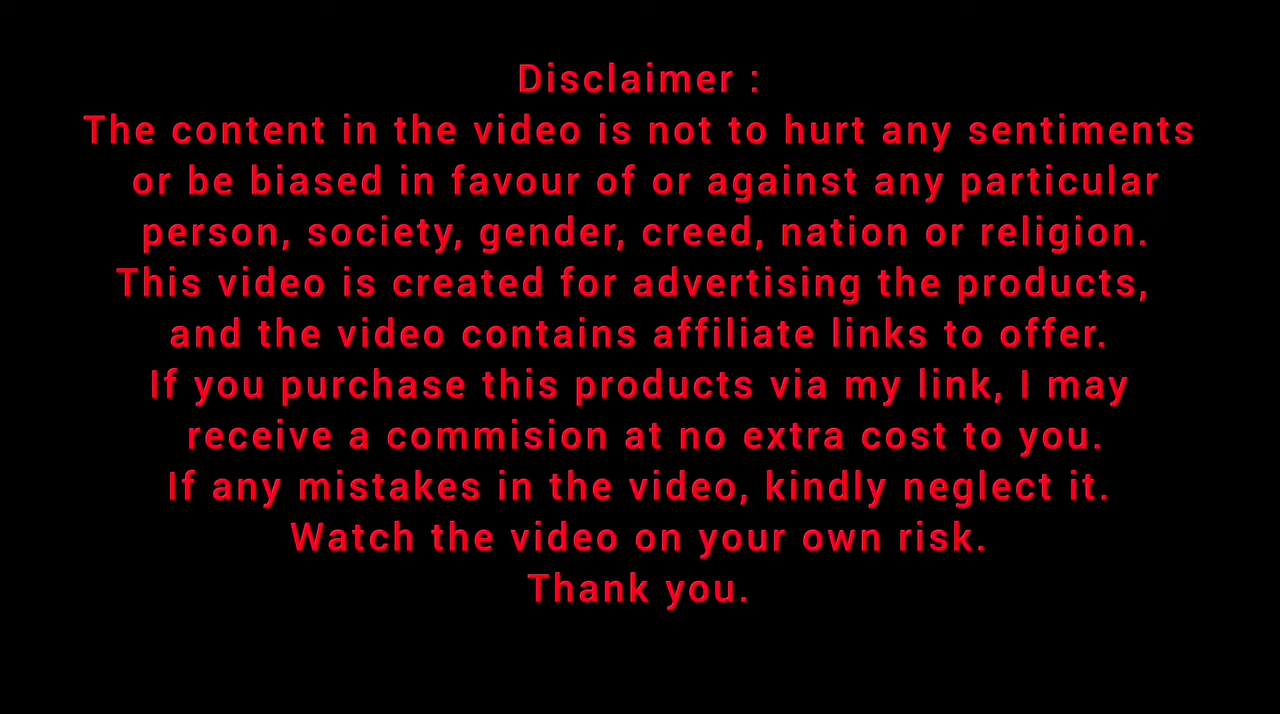 Disclaimer :
The content in the video is not to hurt any sentiments
or be biased in favour of or against any particular
person, society, gender, creed, nation or religion.
This video is created for advertising the products,
and the video contains affiliate links to offer.
If you purchase this products via my link, I may
receive a commision at no extra cost to you.
If any mistakes in the video, kindly neglect it.
Watch the video on your own risk.
Thank you.